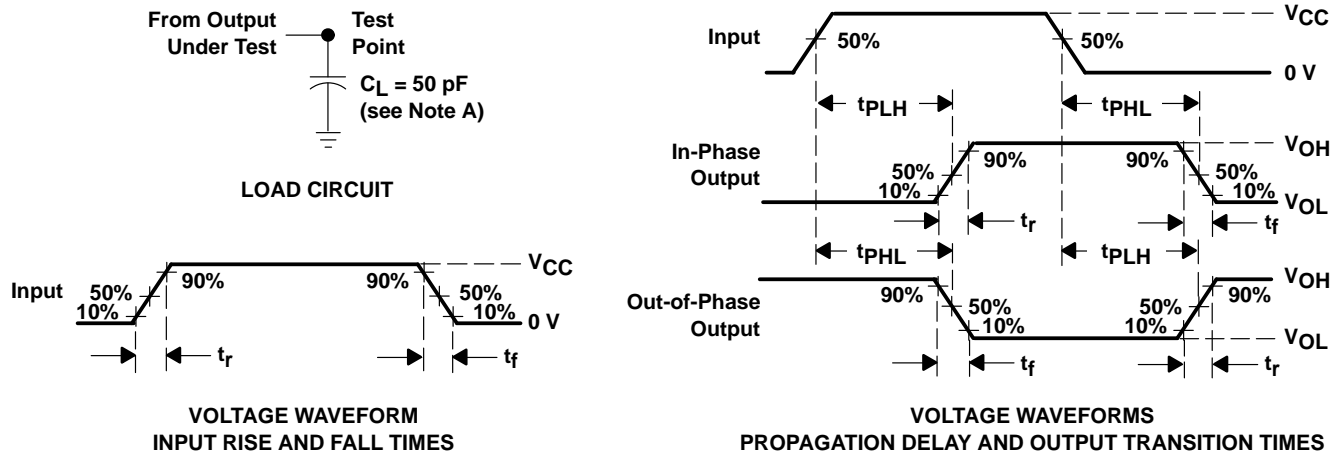 From Output
Under Test
Test
Point
CL = 50 pF
(see Note A)
LOAD CIRCUIT
Input
50%
10%
90%
90%
50%
10%
VCC
0 V
tr
tf
VOLTAGE WAVEFORM
INPUT RISE AND FALL TIMES
Input
50%
50%
VCC
0 V
tPLH
tPHL
In-Phase
Output
50%
10%
90%
90%
50%
10%
VOH
VOL
tr
tf
tPHL
tPLH
Out-of-Phase
Output
90%
50%
10%
50%
10%
90%
VOH
VOL
tf
tr
VOLTAGE WAVEFORMS
PROPAGATION DELAY AND OUTPUT TRANSITION TIMES